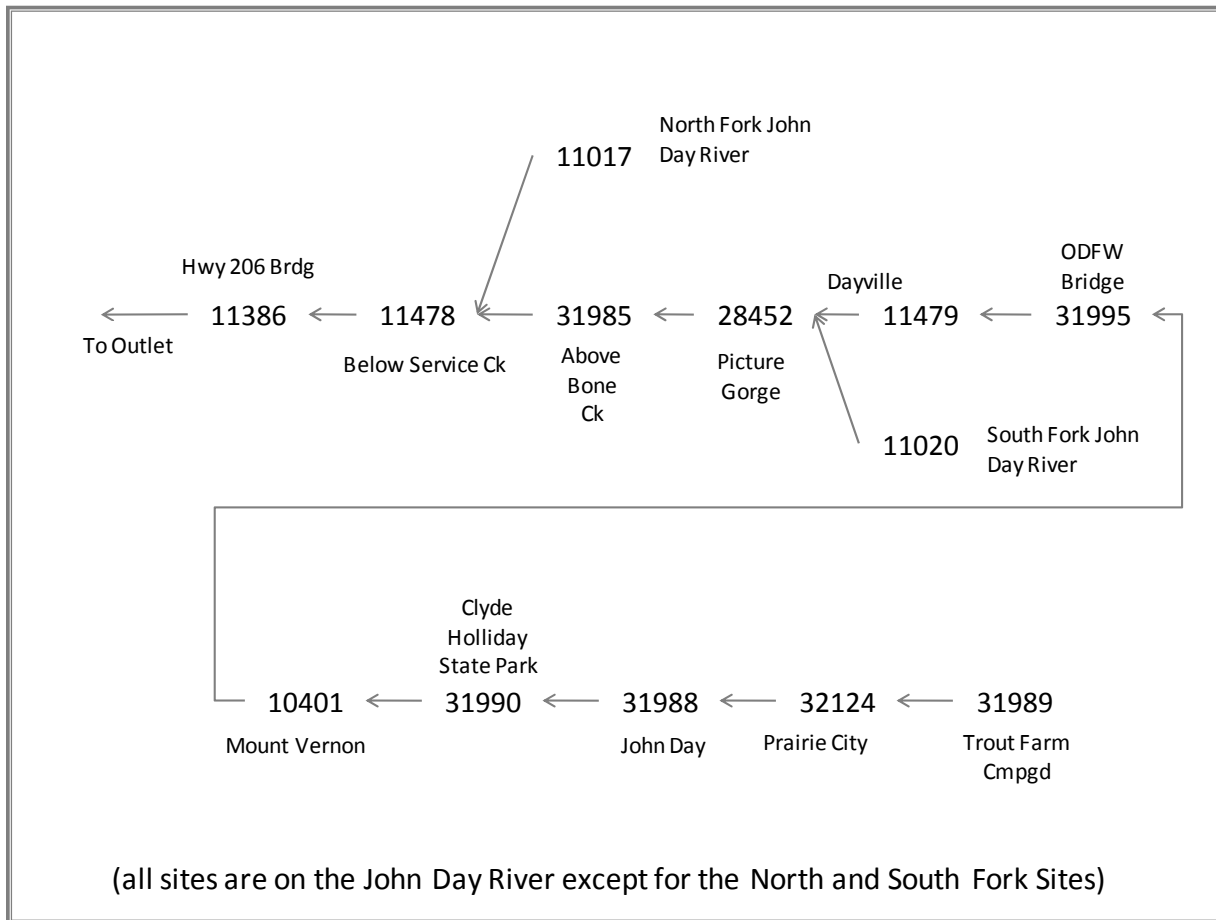 North Fork John
Day River
11017
Hwy 206 Brdg
Dayville
ODFW
Bridge
11386
11478
31985
28452
11479
31995
To Outlet
Below Service Ck
Above
Bone
Ck
Picture
Gorge
11020
South Fork John
Day River
Clyde
Holliday
State Park
10401
31990
31988
32124
31989
Mount Vernon
John Day
Prairie City
Trout Farm
Cmpgd
(all sites are on the John Day River except for the North and South Fork Sites)